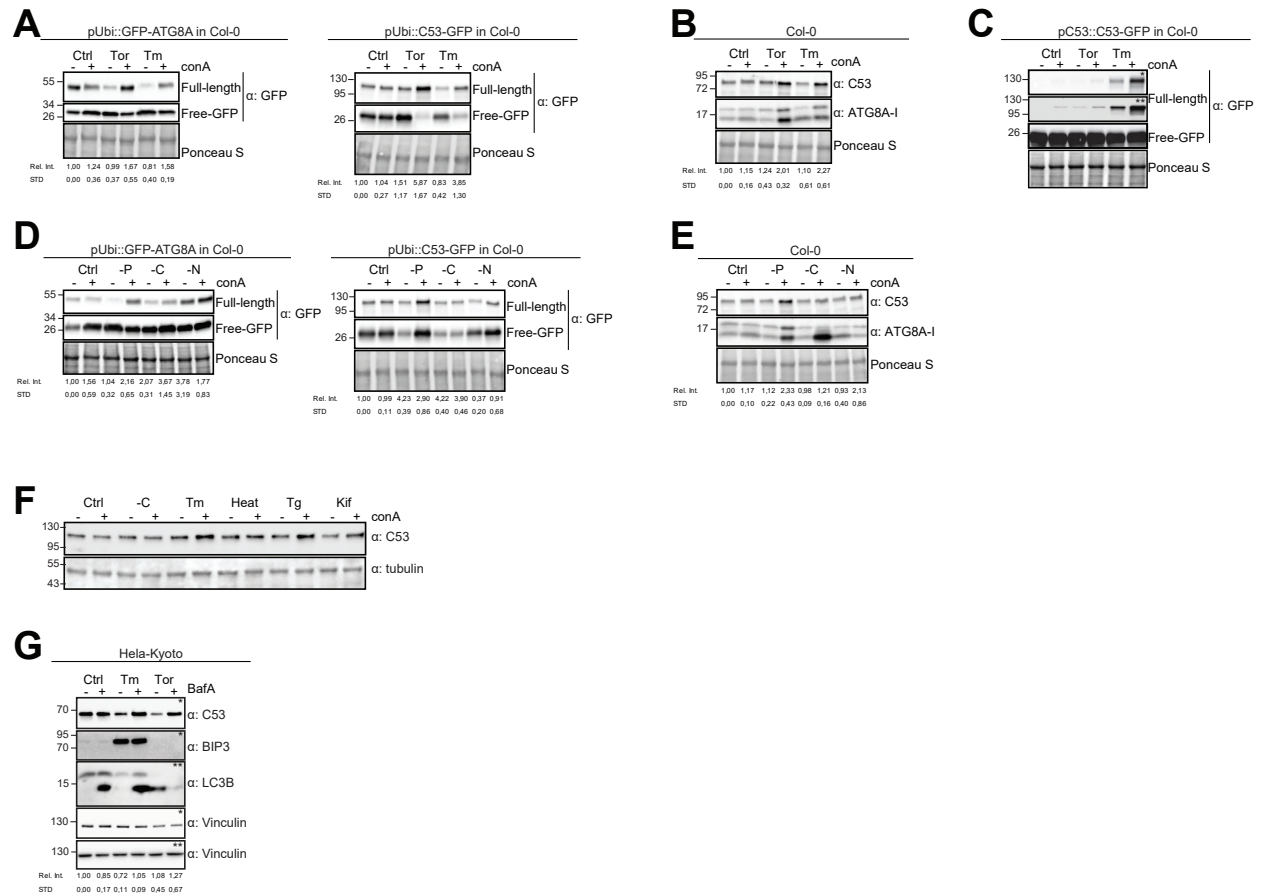 A
pUbi::GFP-ATG8A in Col-0
Ctrl Tor Tm
- + - + - + conA
55
Full-length
34
26
Free-GFP
α: GFP
Ponceau S
Rel. Int. 1,00 1,24 0,99 1,67 0,81 1,58
STD 0,00 0,36 0,37 0,55 0,40 0,19
pUbi::C53-GFP in Col-0
Ctrl Tor Tm
- + - + - + conA
130
95
Full-length
26
Free-GFP
α: GFP
Ponceau S
Rel. Int. 1,00 1,04 1,51 5,87 0,83 3,85
STD 0,00 0,27 1,17 1,67 0,42 1,30
B
Col-0
Ctrl Tor Tm
- + - + - + conA
95
72
α: C53
17
α: ATG8A-I
Ponceau S
Rel. Int. 1,00 1,15 1,24 2,01 1,10 2,27
STD 0,00 0,16 0,43 0,32 0,61 0,61
C
pC53::C53-GFP in Col-0
Ctrl Tor Tm
- + - + - + conA
130
*
130
95
**
Full-length
26
Free-GFP
α: GFP
Ponceau S
D
pUbi::GFP-ATG8A in Col-0
Ctrl -P -C -N
- + - + - + - + conA
55
Full-length
34
26
Free-GFP
α: GFP
Ponceau S
Rel. Int. 1,00 1,56 1,04 2,16 2,07 3,67 3,78 1,77
STD 0,00 0,59 0,32 0,65 0,31 1,45 3,19 0,83
pUbi::C53-GFP in Col-0
Ctrl -P -C -N
- + - + - + - + conA
130
95
Full-length
26
Free-GFP
α: GFP
Ponceau S
Rel. Int. 1,00 0,99 4,23 2,90 4,22 3,90 0,37 0,91
STD 0,00 0,11 0,39 0,86 0,40 0,46 0,20 0,68
E
Col-0
Ctrl -P -C -N
- + - + - + - + conA
95
72
α: C53
17
α: ATG8A-I
Ponceau S
Rel. Int. 1,00 1,17 1,12 2,33 0,98 1,21 0,93 2,13
STD 0,00 0,10 0,22 0,43 0,09 0,16 0,40 0,86
F
Ctrl -C Tm Heat Tg Kif
- + - + - + - + - + - + conA
130
95
α: C53
55
43
α: tubulin
G
Hela-Kyoto
Ctrl Tm Tor
- + - + - + BafA
70
*
α: C53
95
70
*
α: BIP3
15
**
α: LC3B
130
*
α: Vinculin
130
**
α: Vinculin
Rel. Int. 1,00 0,85 0,72 1,05 1,08 1,27
STD 0,00 0,17 0,11 0,09 0,45 0,67